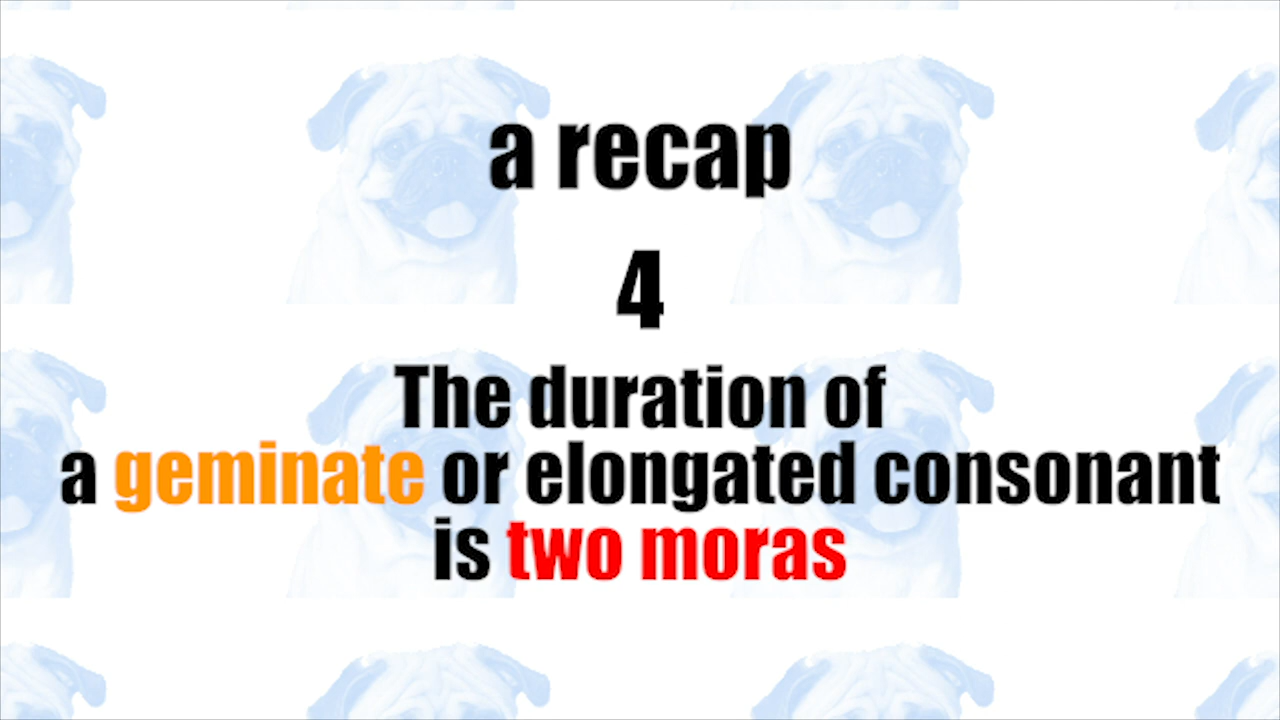 a recap
4
The duration of
a geminate or elongated consonant
is two moras